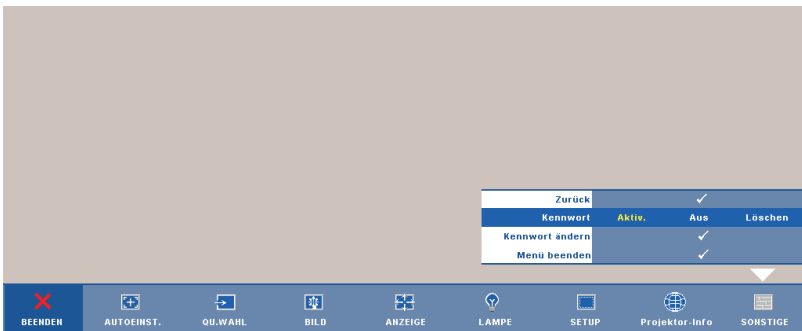 Zurück
Kennwort Aktiv. Aus Löschen
Kennwort ändern
Menü beenden
BEENDEN AUTOEINST. QU.WAHL BILD ANZEIGE LAMPE SETUP Projektor-Info SONSTIGE